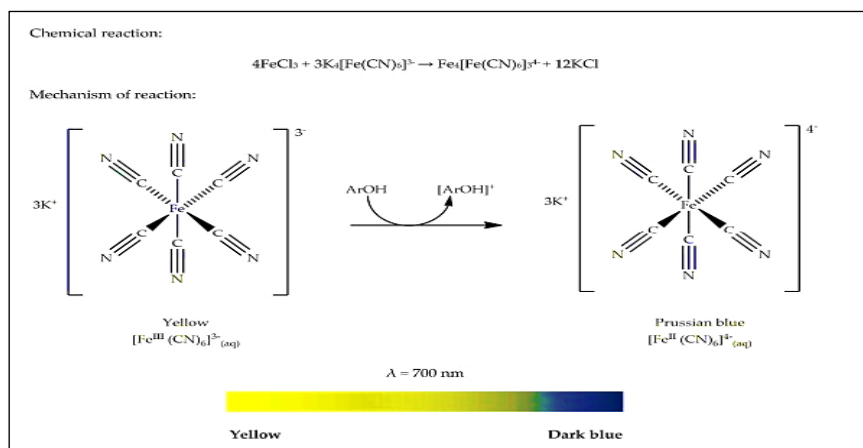 Chemical reaction:
4FeCl₃ + 3K₄[Fe(CN)₆]³⁻ → Fe₄[Fe(CN)₆]₃⁴⁻ + 12KCl
Mechanism of reaction:
3-
4-
N N N N N N
C C C C C C
Fe
3K⁺
ArOH [ArOH]⁺
3K⁺
N N N N N N
C C C C C C
Fe
Yellow
[Feᴵᴵᴵ (CN)₆]³⁻(aq)
Prussian blue
[Feᴵᴵ (CN)₆]⁴⁻(aq)
λ = 700 nm
Yellow Dark blue